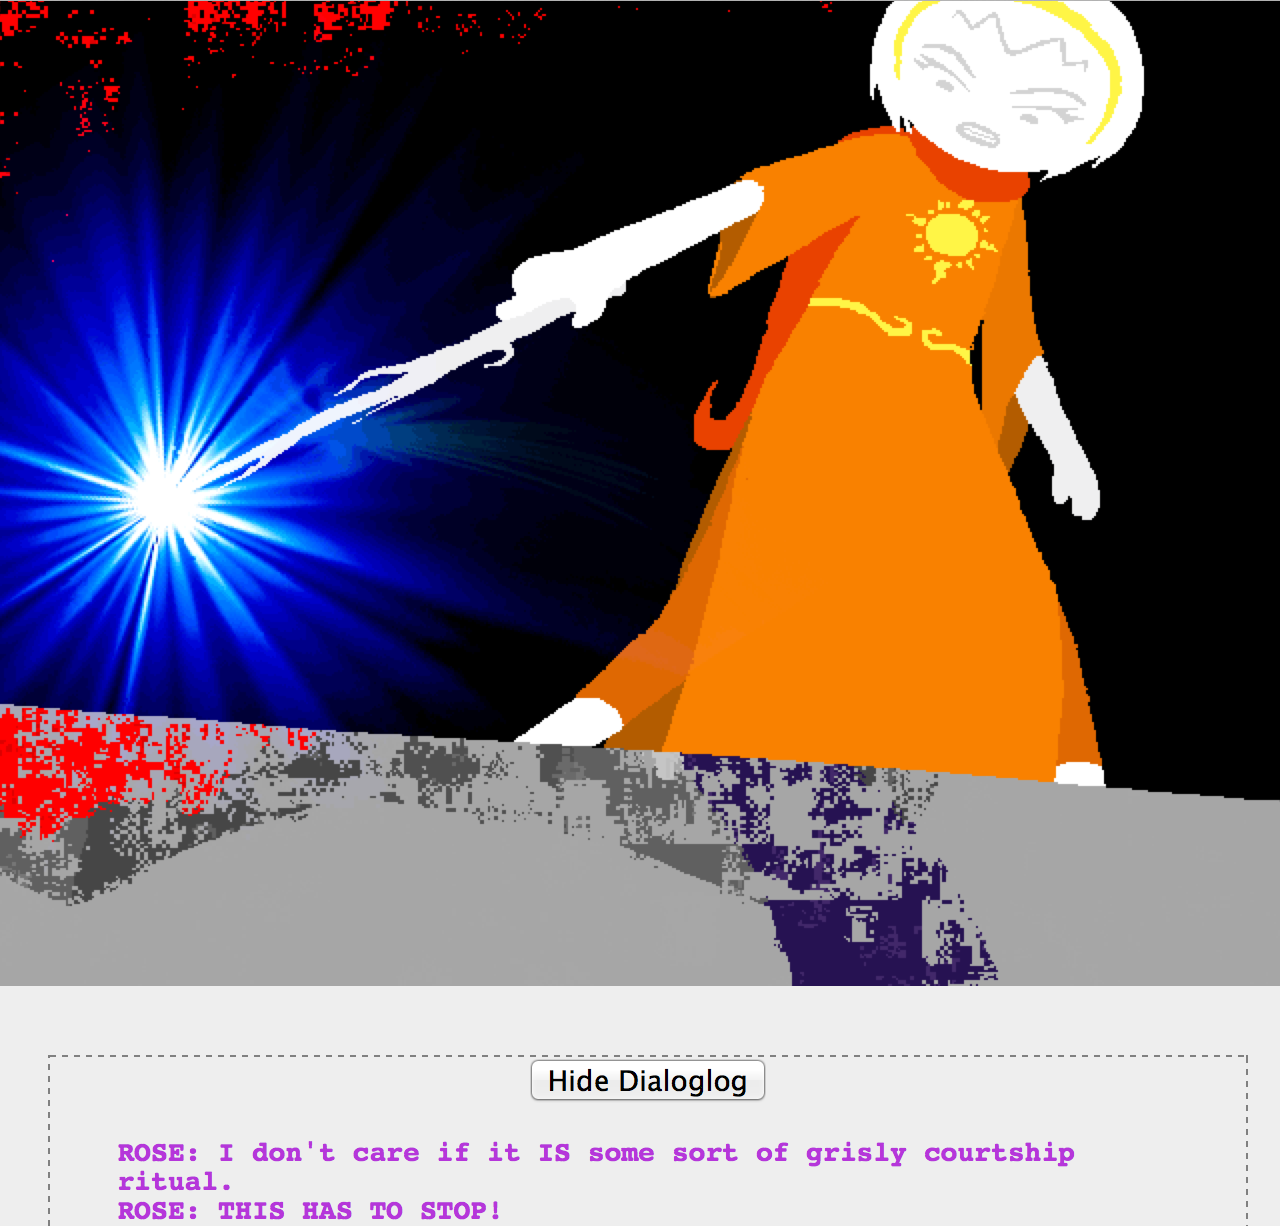 Hide Dialoglog
ROSE: I don't care if it IS some sort of grisly courtship
ritual.
ROSE: THIS HAS TO STOP!